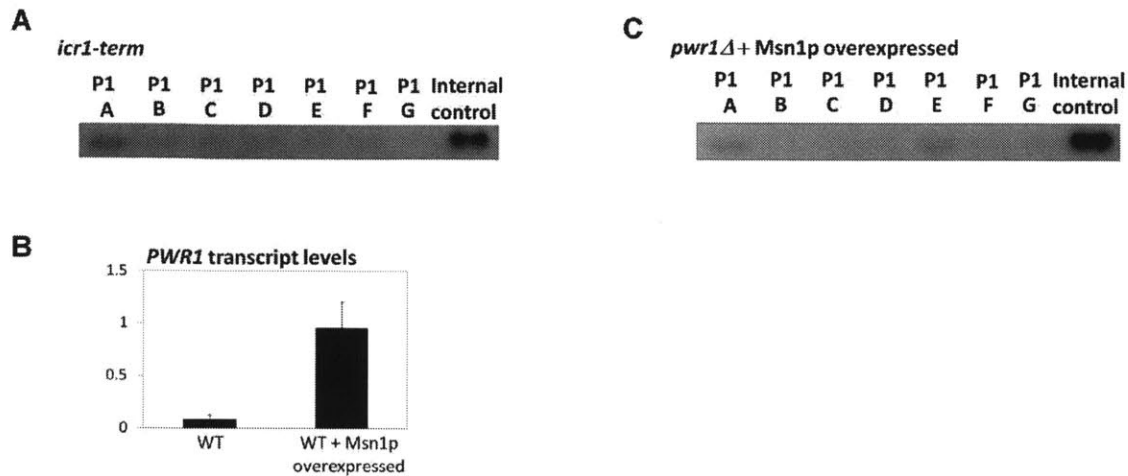 A
icr1-term
P1 P1 P1 P1 P1 P1 P1 Internal
A B C D E F G control
B
PWR1 transcript levels
1.5
1
0.5
0
WT
WT + Msn1p
overexpressed
C
pwr1Δ + Msn1p overexpressed
P1 P1 P1 P1 P1 P1 P1 Internal
A B C D E F G control